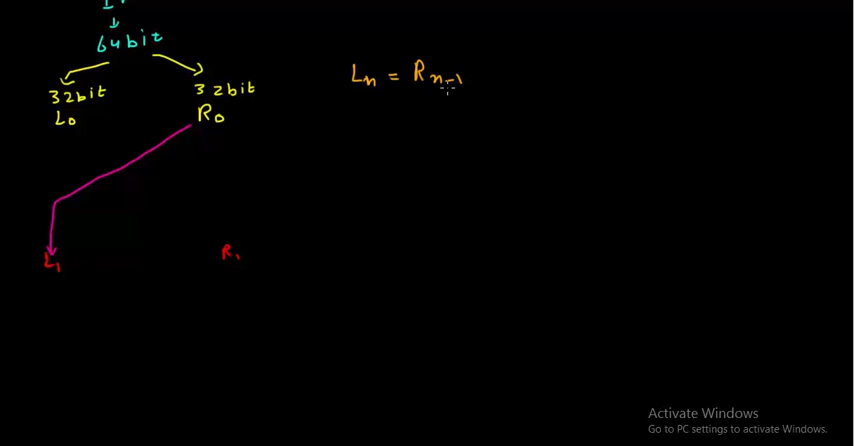 64bit
32bit 32bit
L0 R0
Ln = Rn-1
L1 R1
Activate Windows
Go to PC settings to activate Windows.